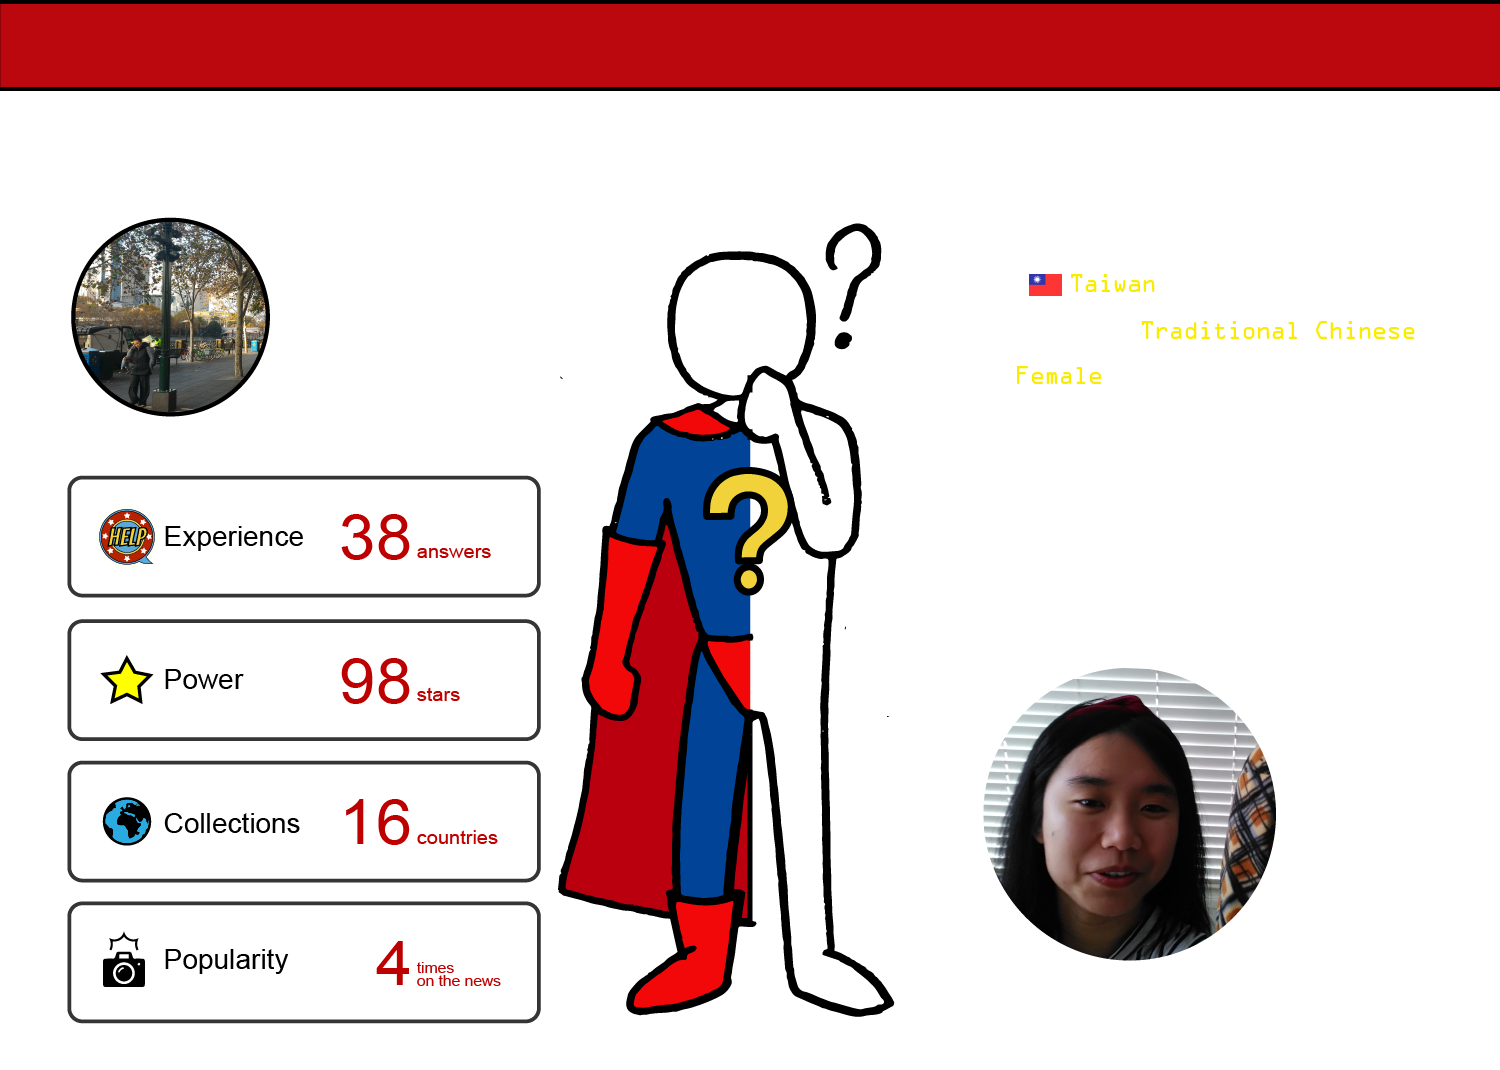 HELP
Experience 38 answers
Power 98 stars
Collections 16 countries
Popularity 4 times
on the news
?
?
Taiwan
Traditional Chinese
Female